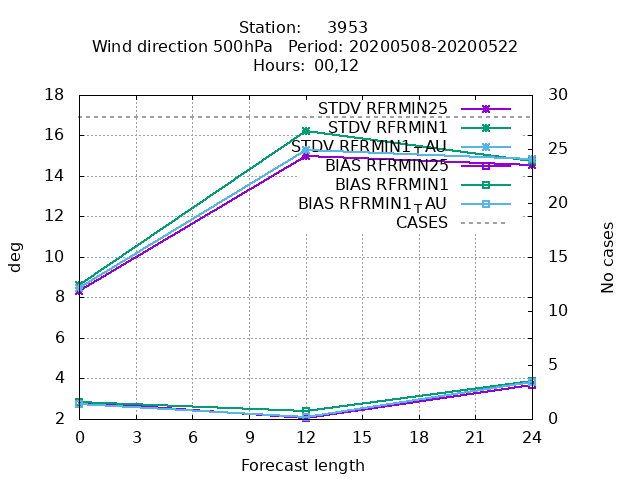 Station: 3953
Wind direction 500hPa Period: 20200508-20200522
Hours: 00,12
18 30
STDV RFRMIN25
STDV RFRMIN1
16
25
STDV RFRMIN1TAU
BIAS RFRMIN25
14
BIAS RFRMIN1
BIAS RFRMIN1TAU
20
12
CASES
deg
No cases
10 15
8
10
6
5
4
2 0
0 3 6 9 12 15 18 21 24
Forecast length